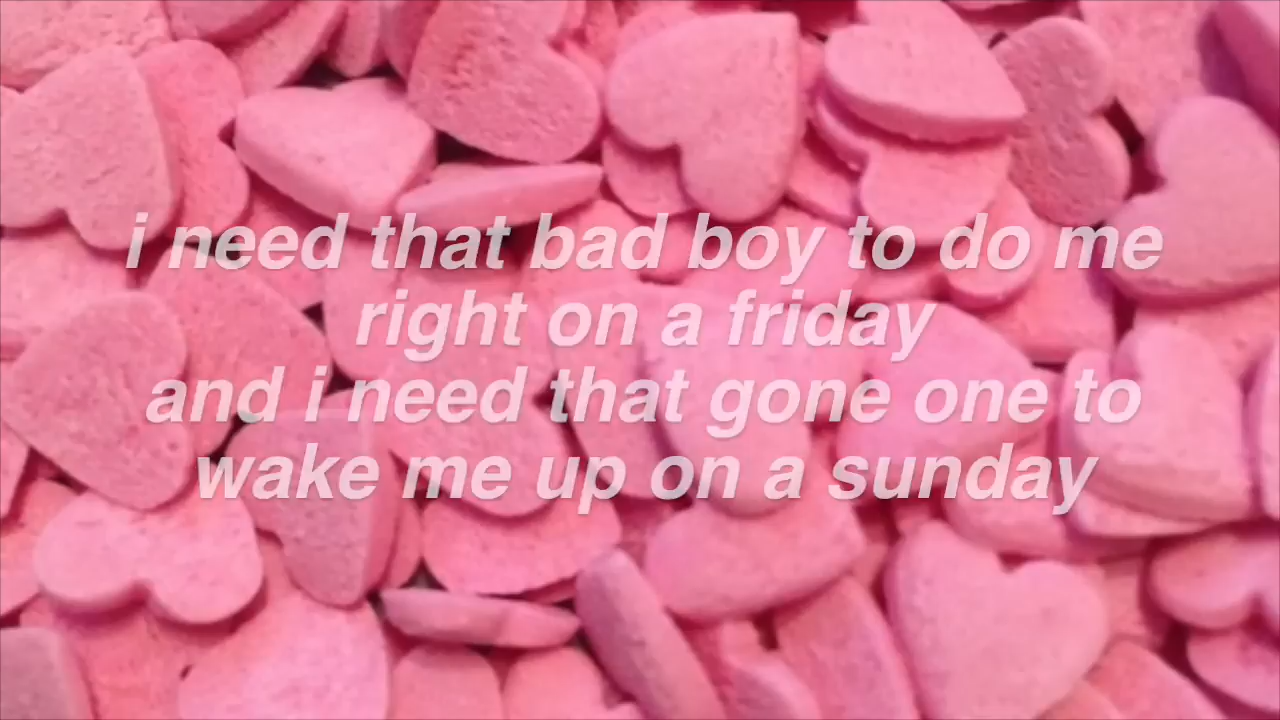 i need that bad boy to do me
right on a friday
and i need that gone one to
wake me up on a sunday